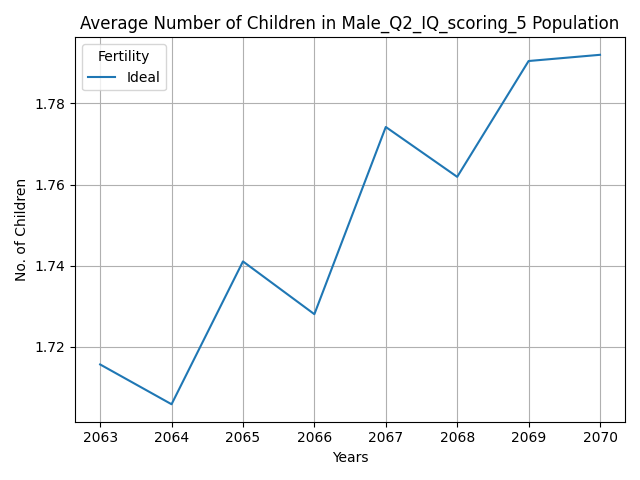 Average Number of Children in Male_Q2_IQ_scoring_5 Population
Fertility
Ideal
No. of Children
1.78
1.76
1.74
1.72
2063 2064 2065 2066 2067 2068 2069 2070
Years